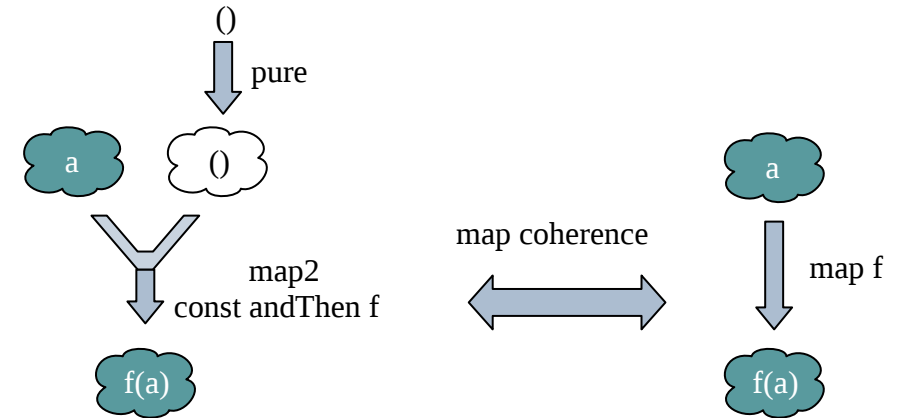 ()
pure
a
()
map2
const andThen f
f(a)
map coherence
a
map f
f(a)